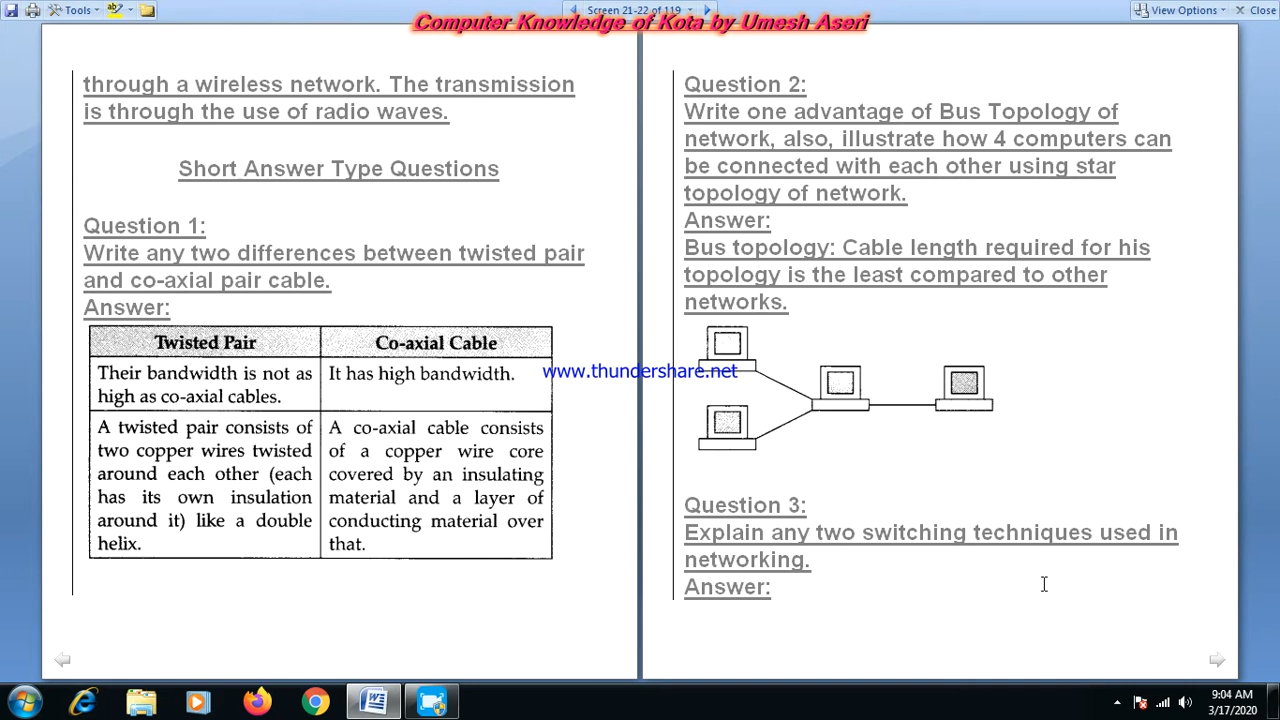 Tools
Screen 21-22 of 119
View Options
Close
Computer Knowledge of Kota by Umesh Aseri
through a wireless network. The transmission
is through the use of radio waves.
Short Answer Type Questions
Question 1:
Write any two differences between twisted pair
and co-axial pair cable.
Answer:
Twisted Pair
Co-axial Cable
Their bandwidth is not as
high as co-axial cables.
It has high bandwidth.
A twisted pair consists of
two copper wires twisted
around each other (each
has its own insulation
around it) like a double
helix.
A co-axial cable consists
of a copper wire core
covered by an insulating
material and a layer of
conducting material over
that.
www.thundershare.net
Question 2:
Write one advantage of Bus Topology of
network, also, illustrate how 4 computers can
be connected with each other using star
topology of network.
Answer:
Bus topology: Cable length required for his
topology is the least compared to other
networks.
Question 3:
Explain any two switching techniques used in
networking.
Answer:
9:04 AM
3/17/2020